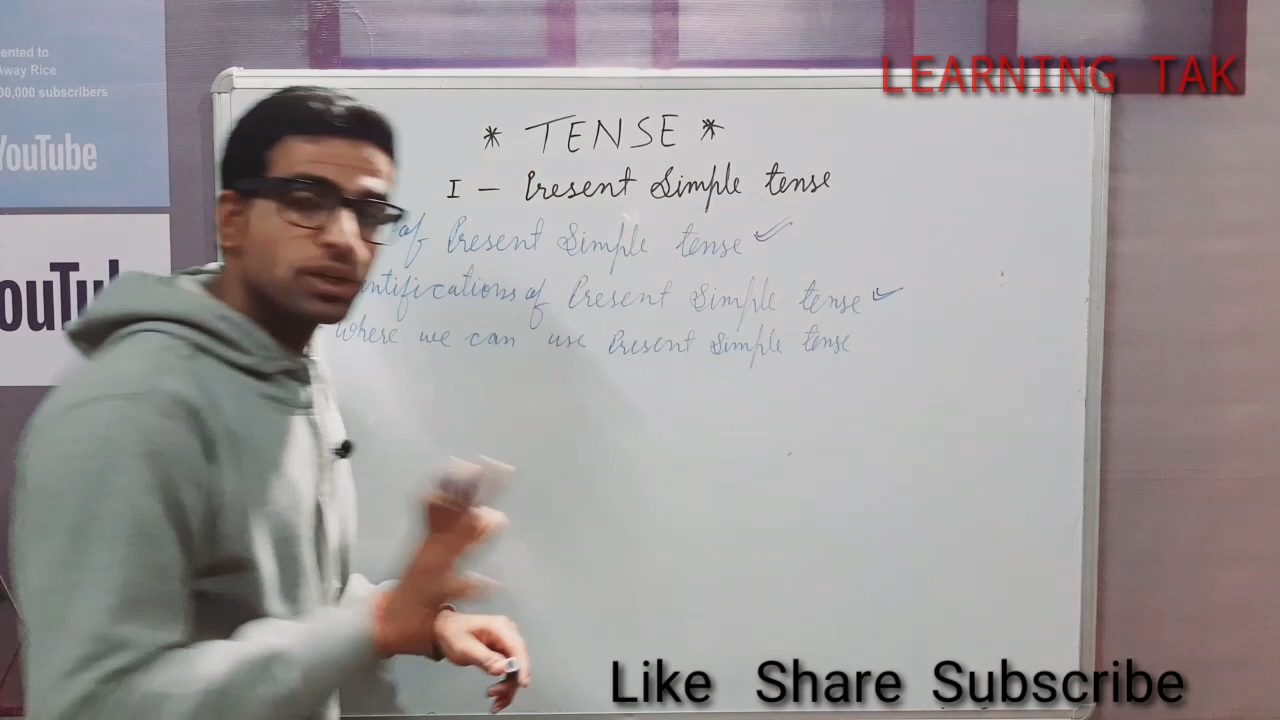 ented to
Away Rice
00,000 subscribers
YouTube
ouTu
LEARNING TAK
* TENSE *
I - Present Simple tense
of Present Simple tense ✓
ntifications of Present Simple tense ✓
where we can use Present Simple tense
Like Share Subscribe